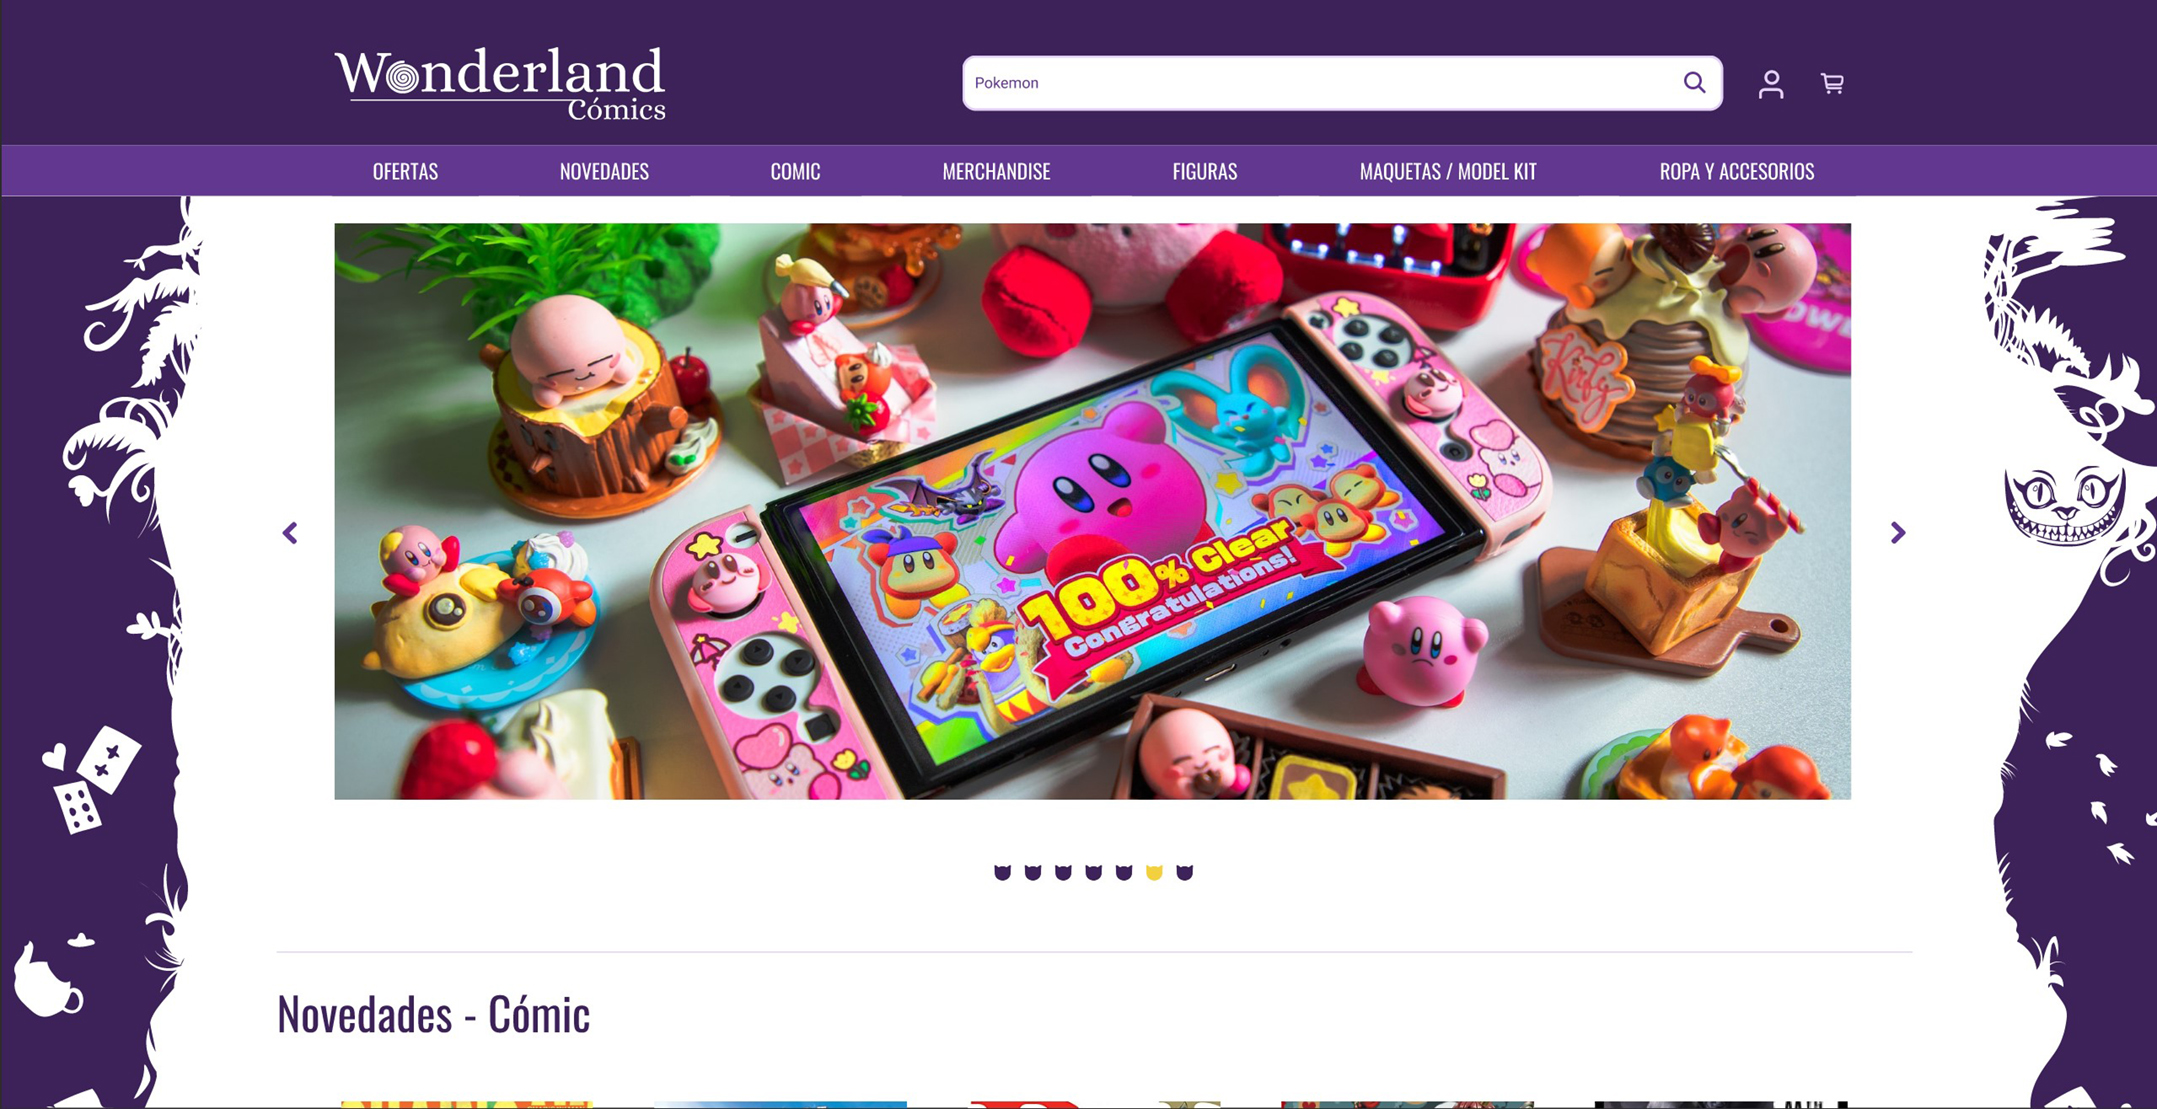 Wonderland
Cómics
Pokemon
OFERTAS
NOVEDADES
COMIC
MERCHANDISE
FIGURAS
MAQUETAS / MODEL KIT
ROPA Y ACCESORIOS
Kirby
100% Clear
Congratulations!
Novedades - Cómic